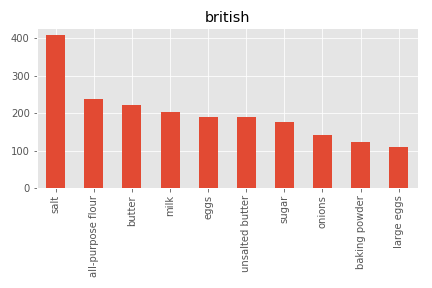 british
400
300
200
100
0
salt
all-purpose flour
butter
milk
eggs
unsalted butter
sugar
onions
baking powder
large eggs